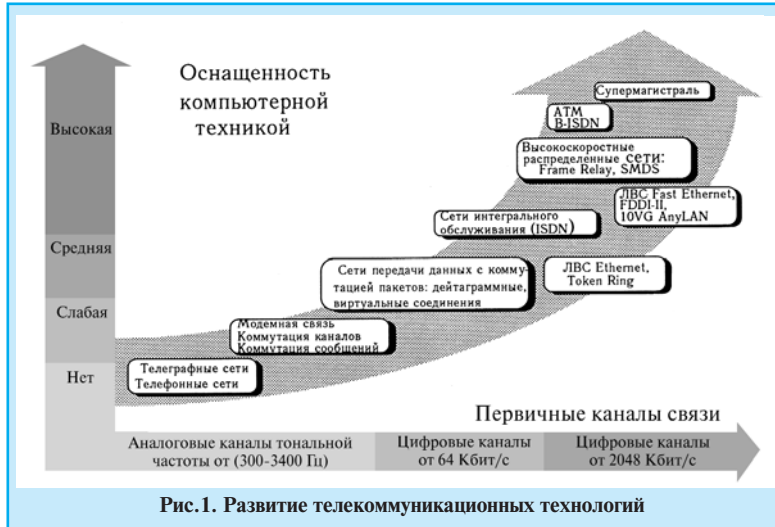 Оснащенность
компьютерной
техникой
Высокая
Средняя
Слабая
Нет
Супермагистраль
ATM
B-ISDN
Высокоскоростные
распределенные сети:
Frame Relay, SMDS
ЛВС Fast Ethernet,
FDDI-II,
10VG AnyLAN
Сети интегрального
обслуживания (ISDN)
ЛВС Ethernet,
Token Ring
Сети передачи данных с комму-
тацией пакетов: дейтаграммные,
виртуальные соединения
Модемная связь
Коммутация каналов
Коммутация сообщений
Телеграфные сети
Телефонные сети
Первичные каналы связи
Аналоговые каналы тональной
частоты от (300-3400 Гц)
Цифровые каналы
от 64 Кбит/с
Цифровые каналы
от 2048 Кбит/с
Рис.1. Развитие телекоммуникационных технологий